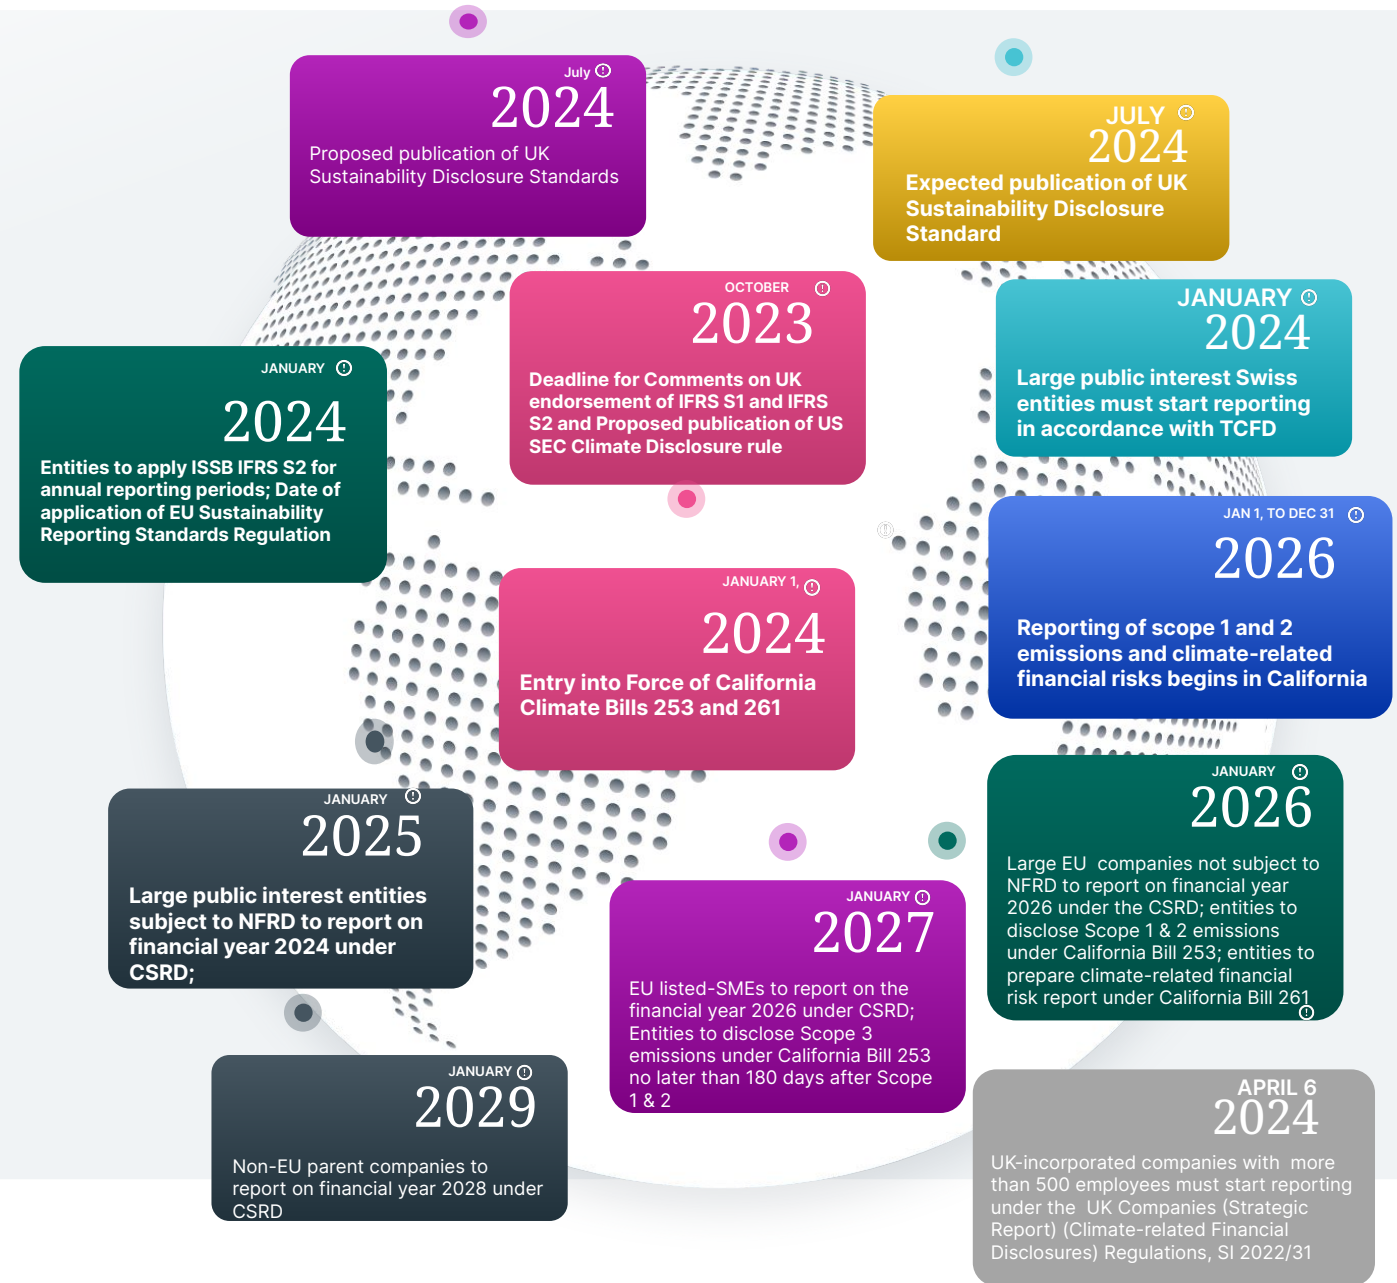 July
2024
Proposed publication of UK
Sustainability Disclosure Standards
JULY
2024
Expected publication of UK
Sustainability Disclosure
Standard
OCTOBER
2023
Deadline for Comments on UK
endorsement of IFRS S1 and IFRS
S2 and Proposed publication of US
SEC Climate Disclosure rule
JANUARY
2024
Large public interest Swiss
entities must start reporting
in accordance with TCFD
JANUARY
2024
Entities to apply ISSB IFRS S2 for
annual reporting periods; Date of
application of EU Sustainability
Reporting Standards Regulation
JAN 1, TO DEC 31
2026
Reporting of scope 1 and 2
emissions and climate-related
financial risks begins in California
JANUARY 1,
2024
Entry into Force of California
Climate Bills 253 and 261
JANUARY
2025
Large public interest entities
subject to NFRD to report on
financial year 2024 under
CSRD;
JANUARY
2026
Large EU  companies not subject to
NFRD to report on financial year
2026 under the CSRD; entities to
disclose Scope 1 & 2 emissions
under California Bill 253; entities to
prepare climate-related financial
risk report under California Bill 261
JANUARY
2027
EU listed-SMEs to report on the
financial year 2026 under CSRD;
Entities to disclose Scope 3
emissions under California Bill 253
no later than 180 days after Scope
1 & 2
JANUARY
2029
Non-EU parent companies to
report on financial year 2028 under
CSRD
APRIL 6
2024
UK-incorporated companies with  more
than 500 employees must start reporting
under the  UK Companies (Strategic
Report) (Climate-related Financial
Disclosures) Regulations, SI 2022/31